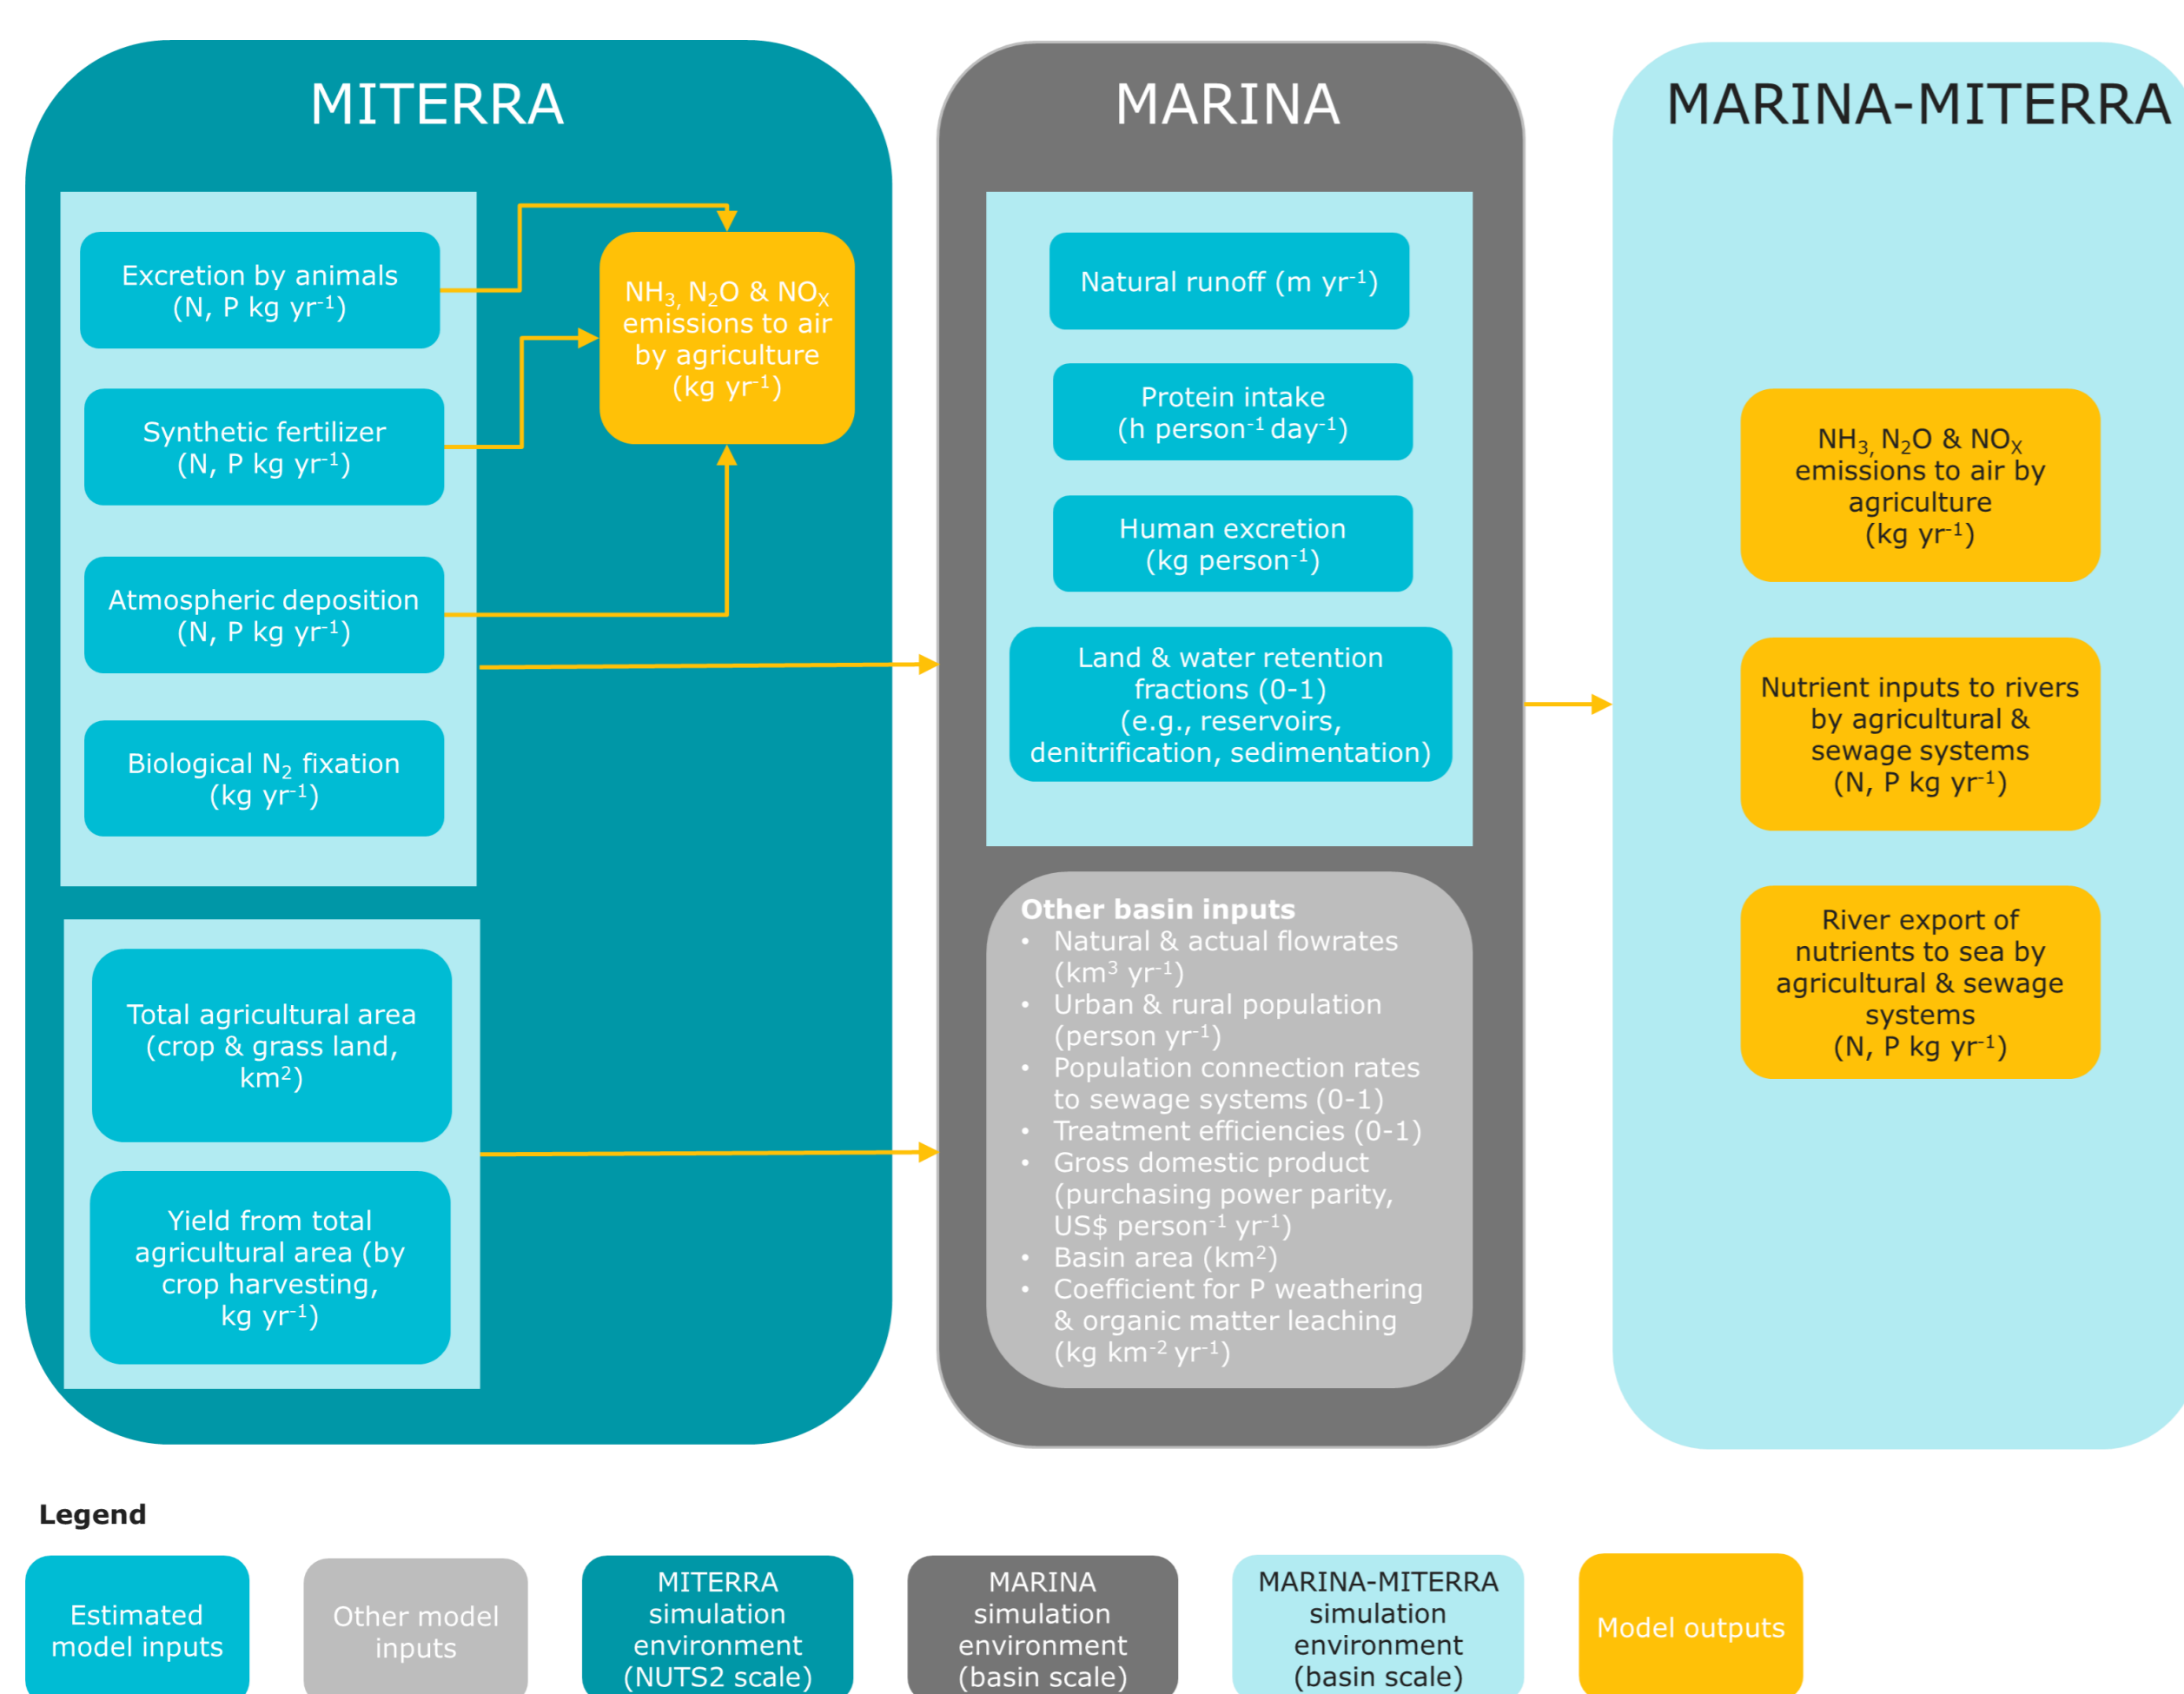 MITERRA
Excretion by animals
(N, P kg yr⁻¹)
Synthetic fertilizer
(N, P kg yr⁻¹)
Atmospheric deposition
(N, P kg yr⁻¹)
Biological N₂ fixation
(kg yr⁻¹)
NH₃, N₂O & NOₓ
emissions to air
by agriculture
(kg yr⁻¹)
Total agricultural area
(crop & grass land,
km²)
Yield from total
agricultural area (by
crop harvesting,
kg yr⁻¹)
MARINA
Natural runoff (m yr⁻¹)
Protein intake
(h person⁻¹ day⁻¹)
Human excretion
(kg person⁻¹)
Land & water retention
fractions (0-1)
(e.g., reservoirs,
denitrification, sedimentation)
Other basin inputs
• Natural & actual flowrates
(km³ yr⁻¹)
• Urban & rural population
(person yr⁻¹)
• Population connection rates
to sewage systems (0-1)
• Treatment efficiencies (0-1)
• Gross domestic product
(purchasing power parity,
US$ person⁻¹ yr⁻¹)
• Basin area (km²)
• Coefficient for P weathering
& organic matter leaching
(kg km⁻² yr⁻¹)
MARINA-MITERRA
NH₃, N₂O & NOₓ
emissions to air by
agriculture
(kg yr⁻¹)
Nutrient inputs to rivers
by agricultural &
sewage systems
(N, P kg yr⁻¹)
River export of
nutrients to sea by
agricultural & sewage
systems
(N, P kg yr⁻¹)
Legend
Estimated
model inputs
Other model
inputs
MITERRA
simulation
environment
(NUTS2 scale)
MARINA
simulation
environment
(basin scale)
MARINA-MITERRA
simulation
environment
(basin scale)
Model outputs